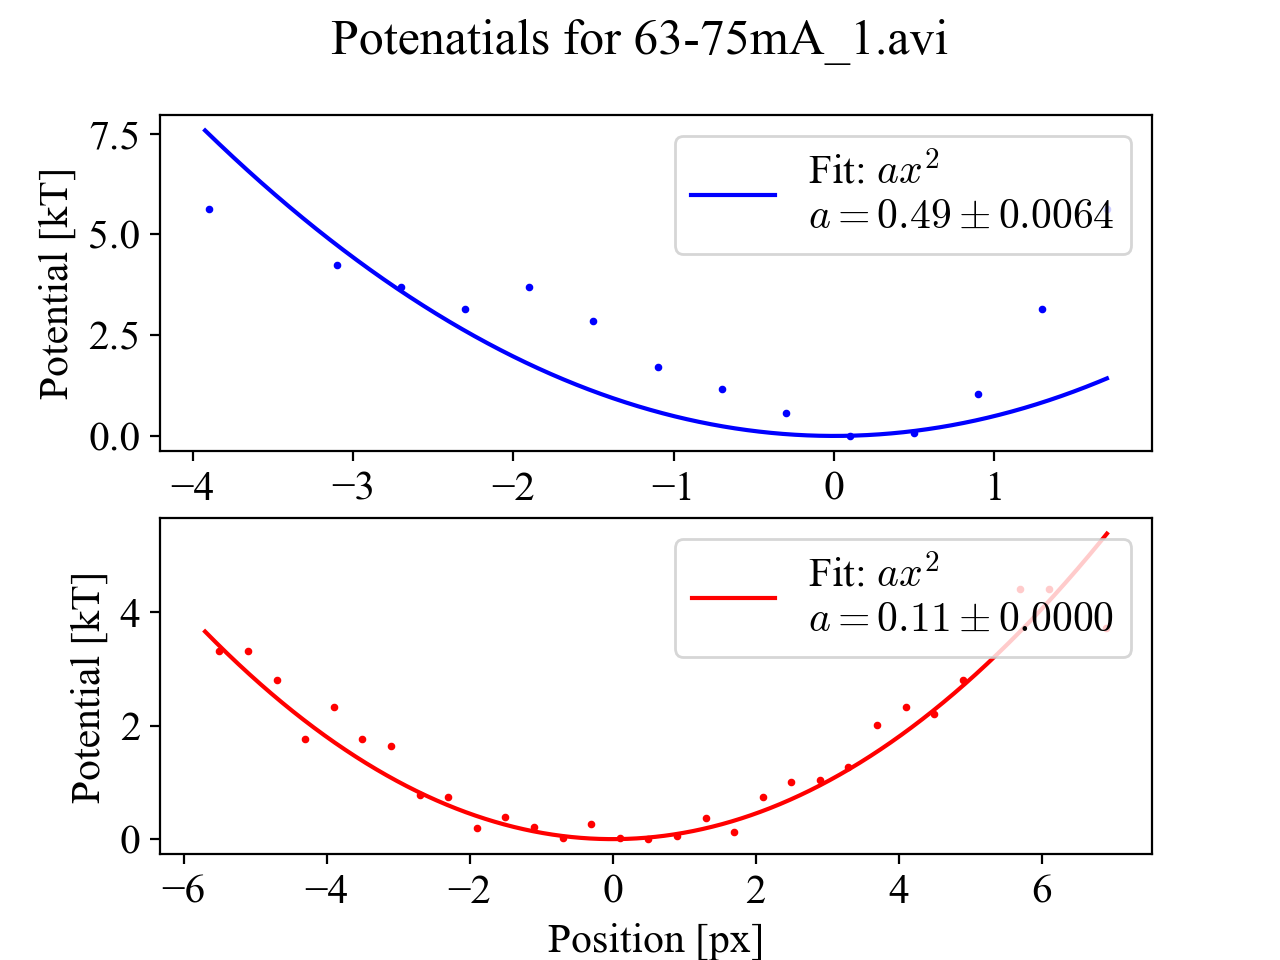 Potenatials for 63-75mA_1.avi
7.5
5.0
2.5
0.0
Potential [kT]
Fit: ax²
a = 0.49 ± 0.0064
−4 −3 −2 −1 0 1
4
2
0
Potential [kT]
Fit: ax²
a = 0.11 ± 0.0000
−6 −4 −2 0 2 4 6
Position [px]